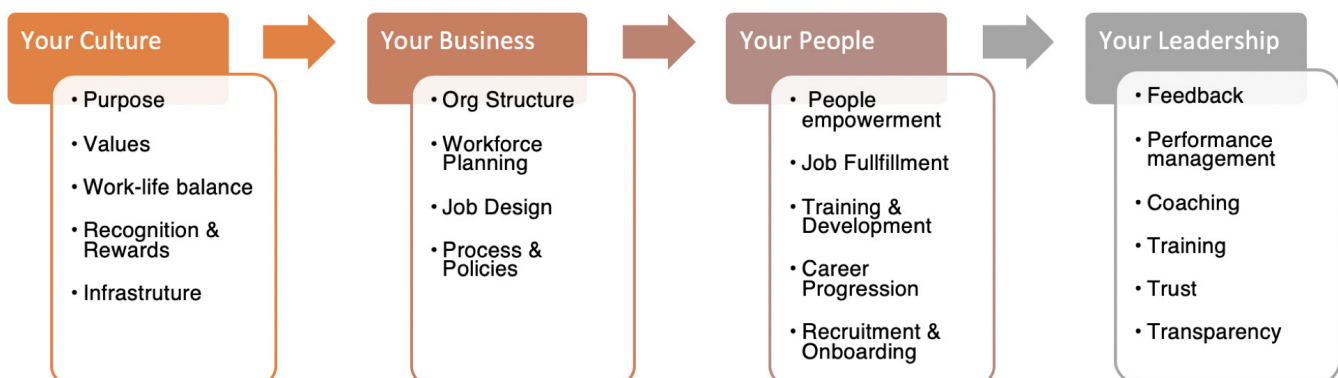 Your Culture
• Purpose
• Values
• Work-life balance
• Recognition &
Rewards
• Infrastruture
Your Business
• Org Structure
• Workforce
Planning
• Job Design
• Process &
Policies
Your People
• People
empowerment
• Job Fullfillment
• Training &
Development
• Career
Progression
• Recruitment &
Onboarding
Your Leadership
• Feedback
• Performance
management
• Coaching
• Training
• Trust
• Transparency